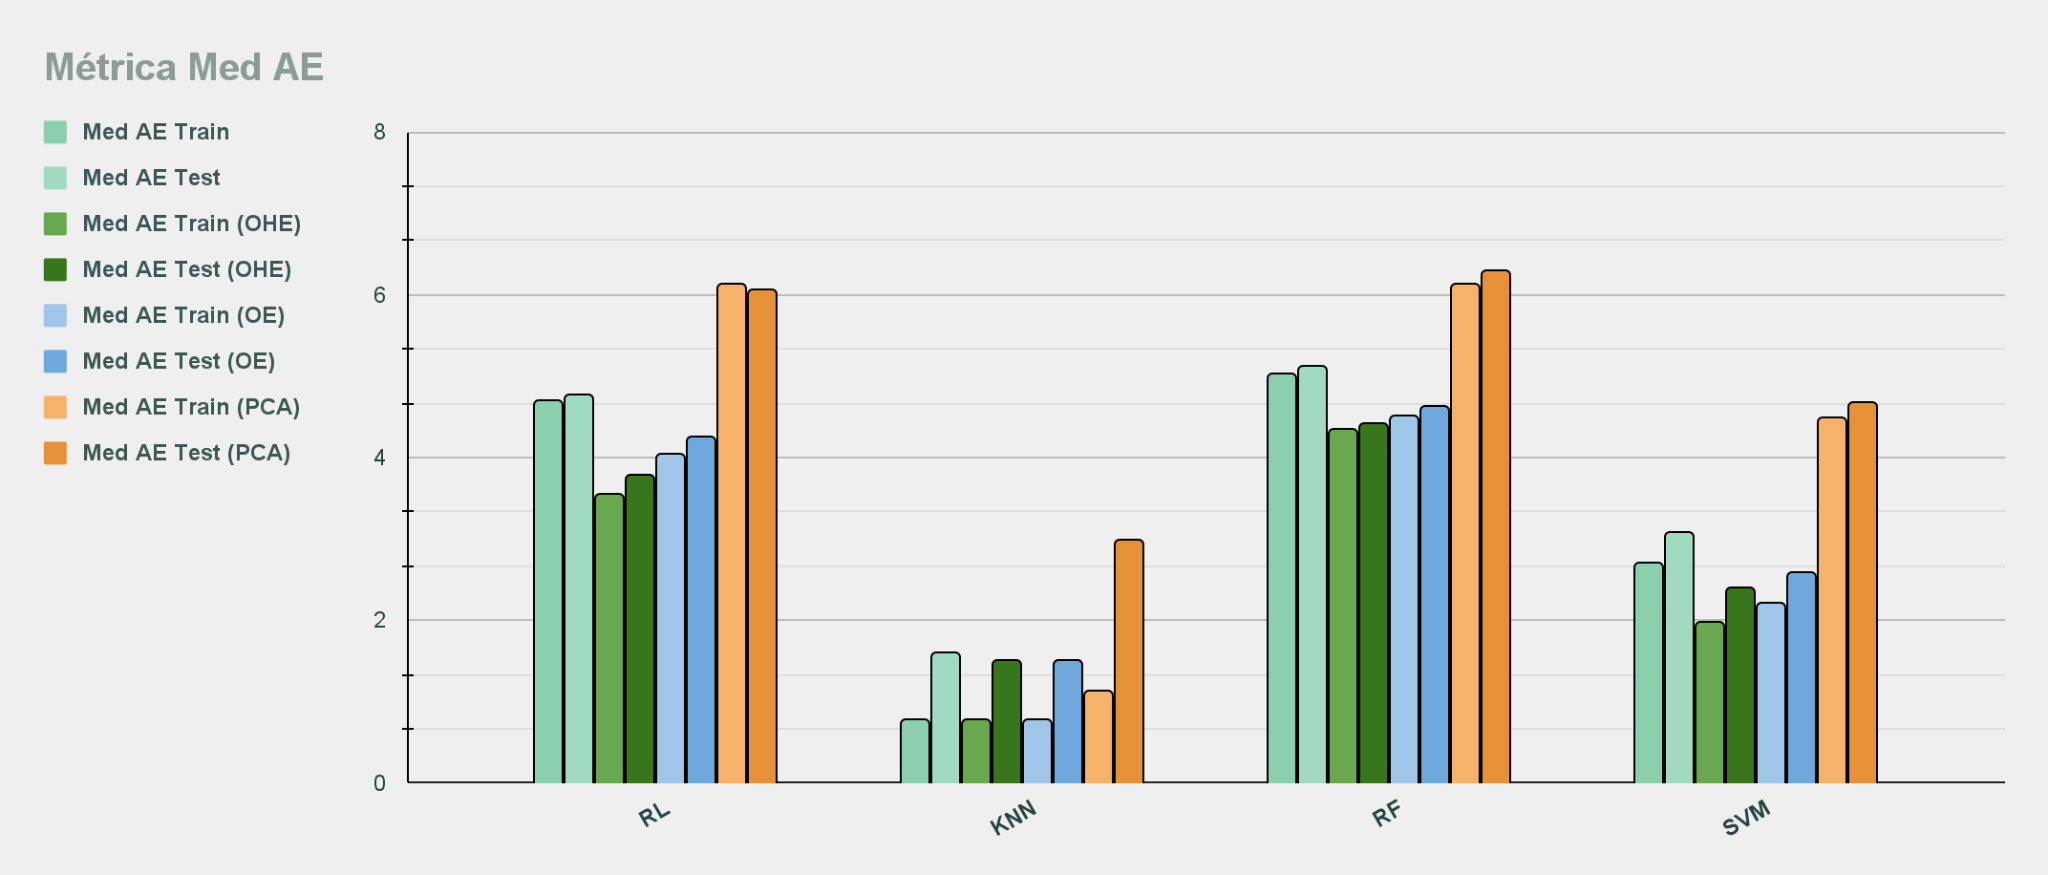 Métrica Med AE
Med AE Train
Med AE Test
Med AE Train (OHE)
Med AE Test (OHE)
Med AE Train (OE)
Med AE Test (OE)
Med AE Train (PCA)
Med AE Test (PCA)
8
6
4
2
0
RL
KNN
RF
SVM